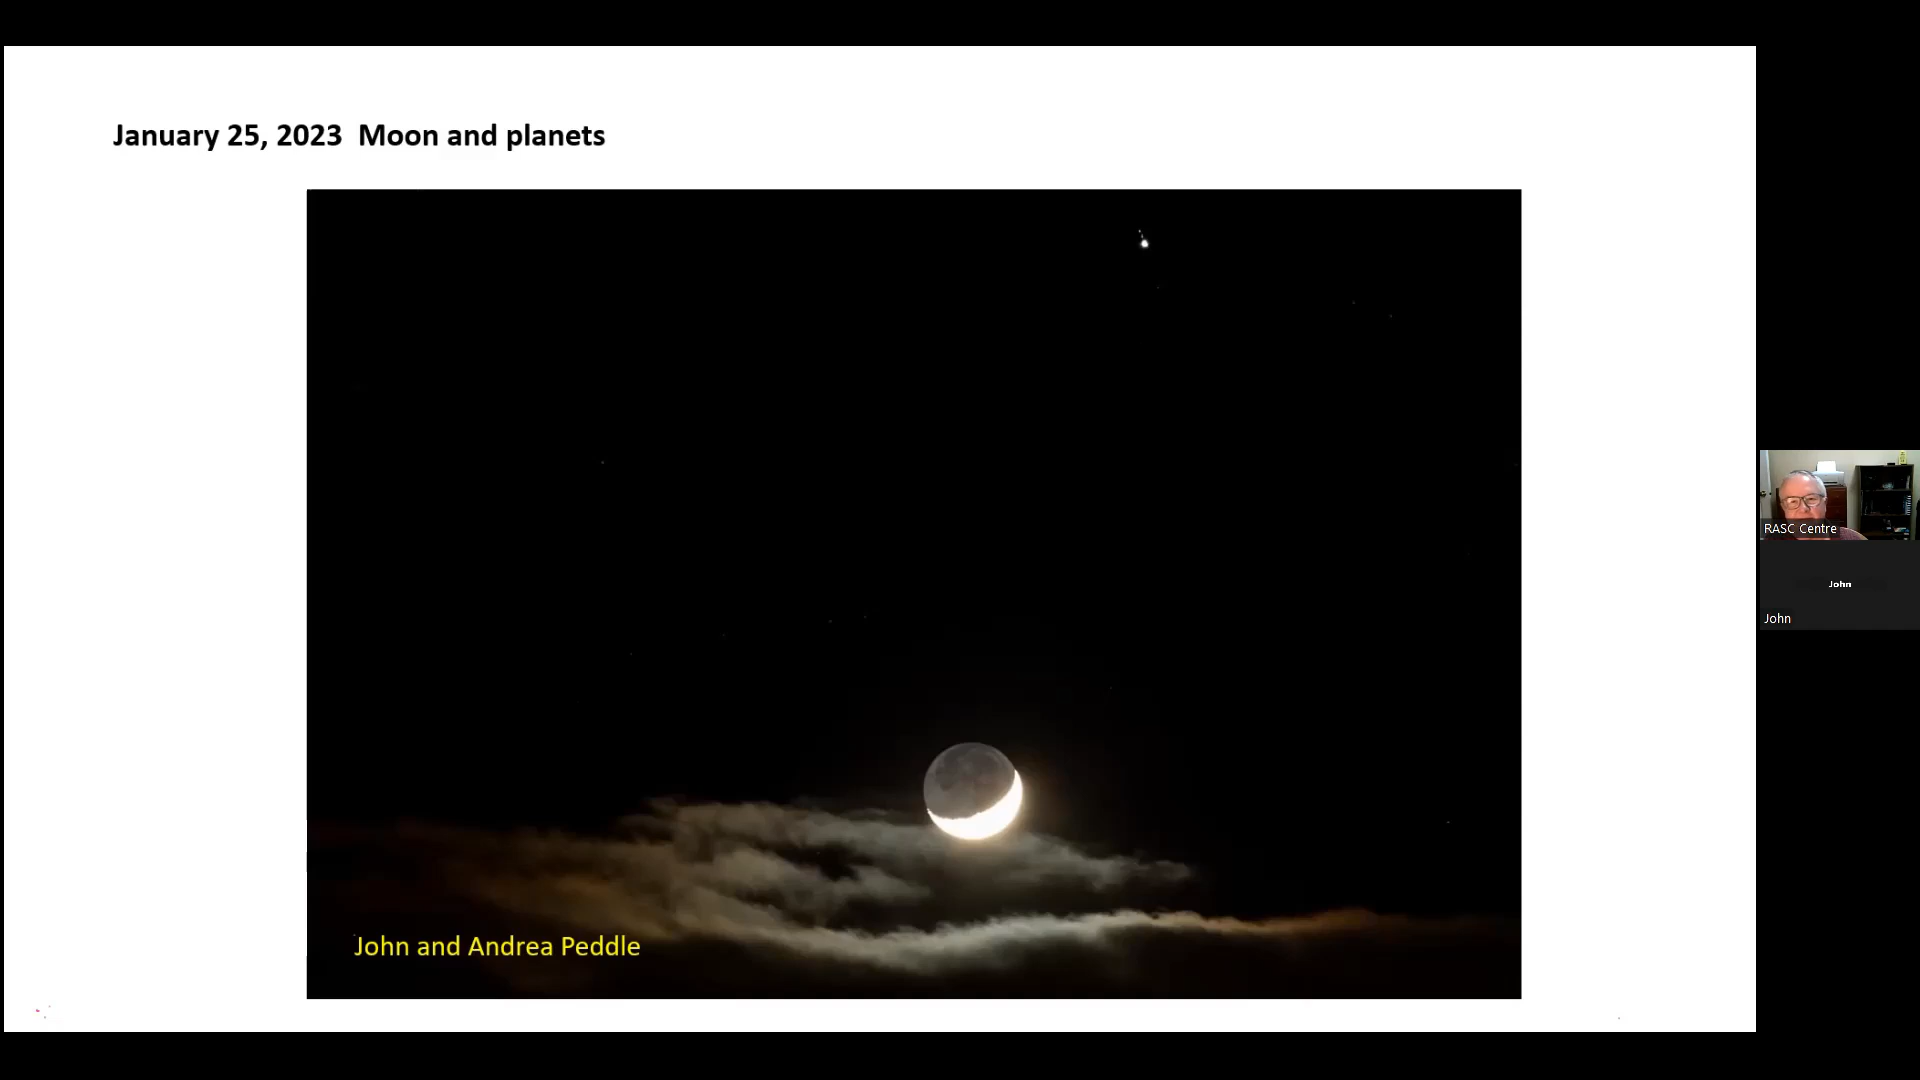 January 25, 2023  Moon and planets
John and Andrea Peddle
RASC Centre
John
John